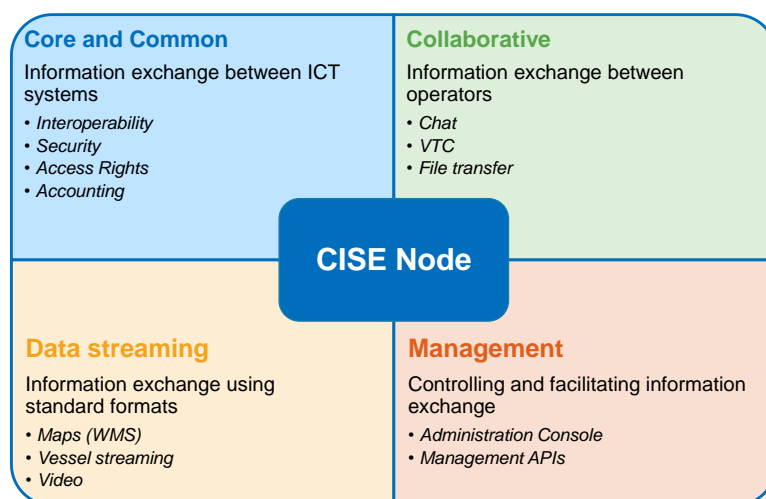 Core and Common
Information exchange between ICT
systems
• Interoperability
• Security
• Access Rights
• Accounting
Collaborative
Information exchange between
operators
• Chat
• VTC
• File transfer
CISE Node
Data streaming
Information exchange using
standard formats
• Maps (WMS)
• Vessel streaming
• Video
Management
Controlling and facilitating information
exchange
• Administration Console
• Management APIs